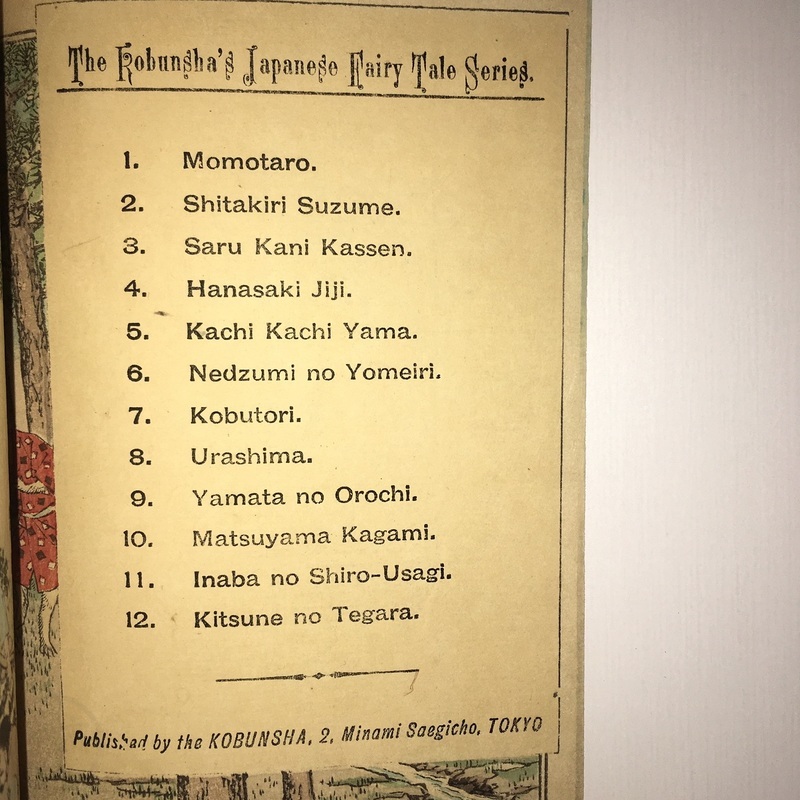 The Kobunsha's Japanese Fairy Tale Series.
1. Momotaro.
2. Shitakiri Suzume.
3. Saru Kani Kassen.
4. Hanasaki Jiji.
5. Kachi Kachi Yama.
6. Nedzumi no Yomeiri.
7. Kobutori.
8. Urashima.
9. Yamata no Orochi.
10. Matsuyama Kagami.
11. Inaba no Shiro-Usagi.
12. Kitsune no Tegara.
Published by the KOBUNSHA, 2, Minami Saegicho, TOKYO